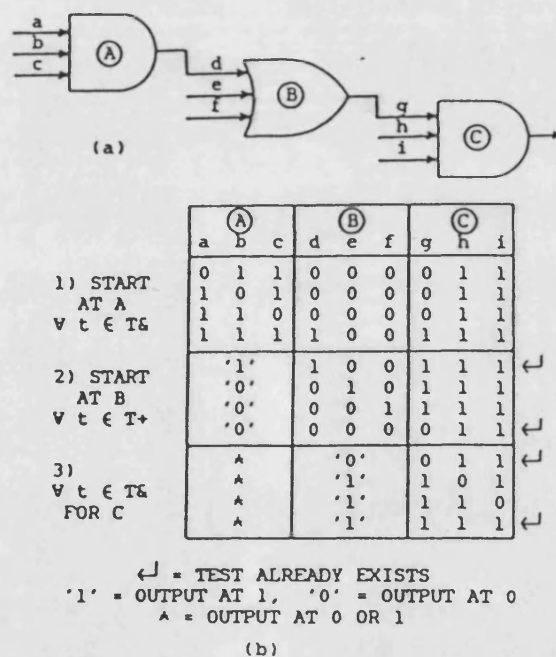 a
b
c
A
d
e
f
B
g
h
i
C
(a)
A B C
a b c d e f g h i
1) START
AT A
∀ t ∈ T&
0 1 1 0 0 0 0 1 1
1 0 1 0 0 0 0 1 1
1 1 0 0 0 0 0 1 1
1 1 1 1 0 0 1 1 1
2) START
AT B
∀ t ∈ T+
'1' 1 0 0 1 1 1 ↵
'0' 0 1 0 1 1 1
'0' 0 0 1 1 1 1
'0' 0 0 0 0 1 1 ↵
3)
∀ t ∈ T&
FOR C
* '0' 0 1 1 ↵
* '1' 1 0 1
* '1' 1 1 0
* '1' 1 1 1 ↵
↵ = TEST ALREADY EXISTS
'1' = OUTPUT AT 1, '0' = OUTPUT AT 0
* = OUTPUT AT 0 OR 1
(b)